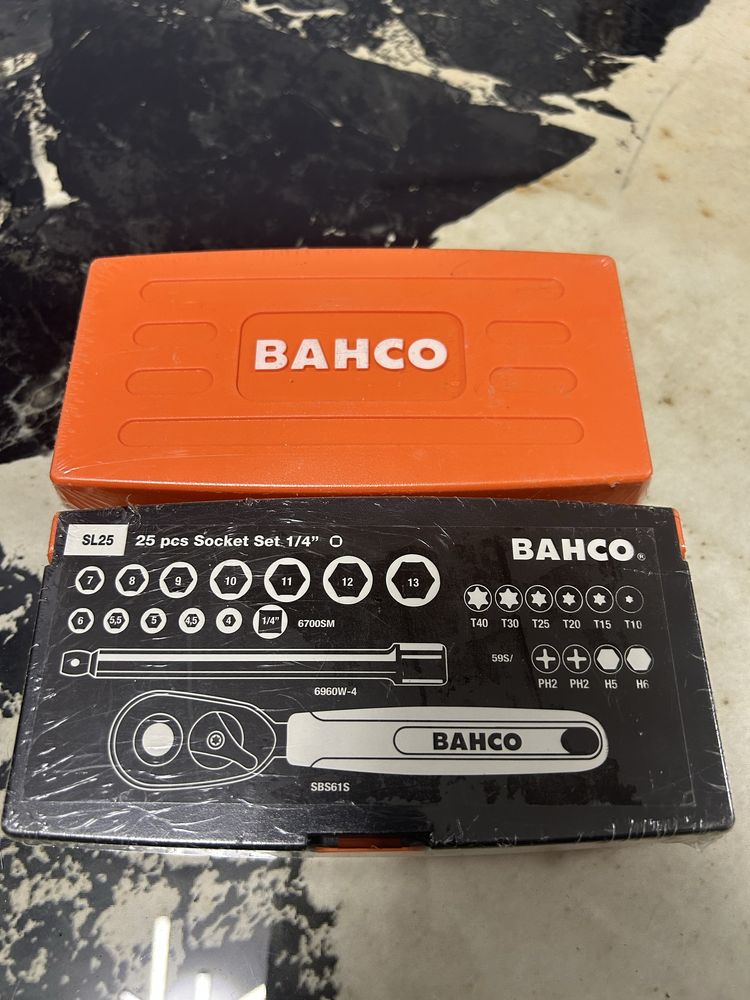 BAHCO
SL25 25 pcs Socket Set 1/4"
BAHCO®
7 8 9 10 11 12 13
6 5,5 5 4,5 4 1/4" 6700SM
T40 T30 T25 T20 T15 T10
59S/
PH2 PH2 H5 H6
6960W-4
BAHCO
SBS61S